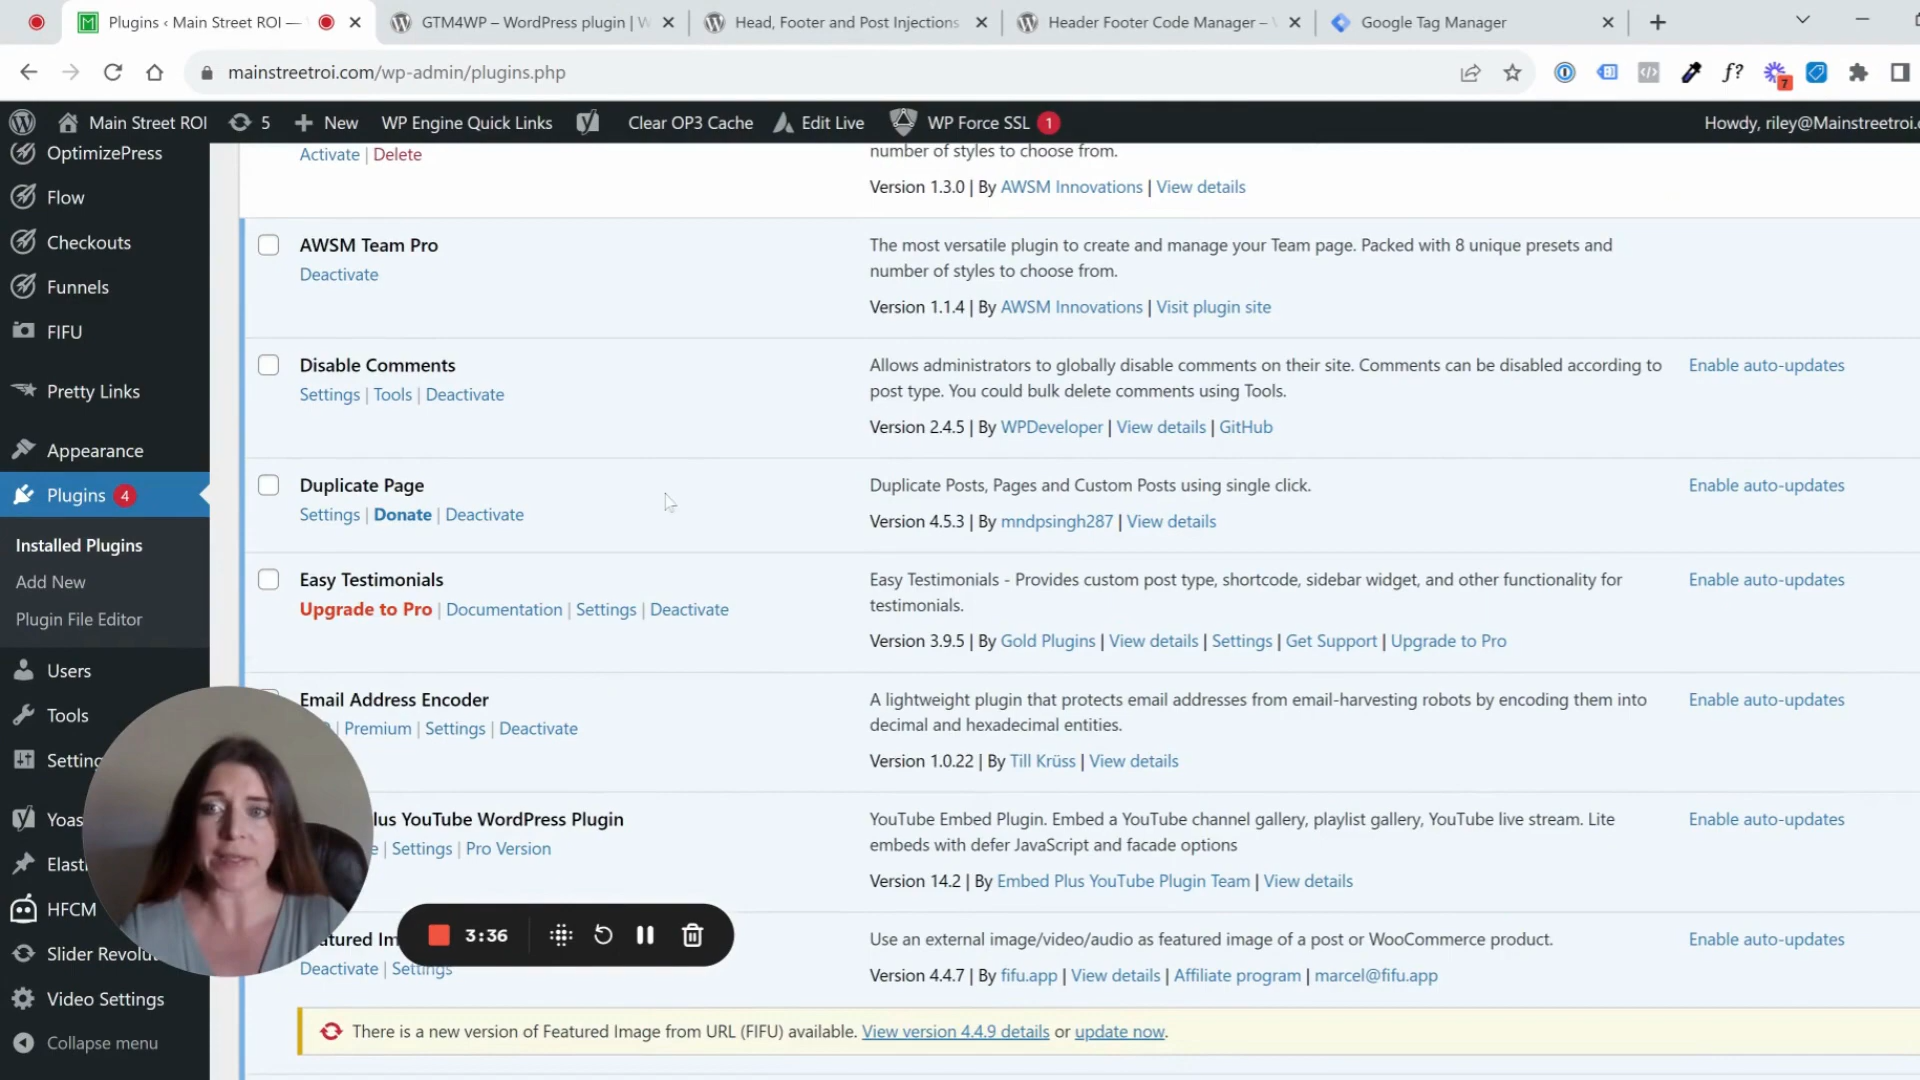 Plugins ‹ Main Street ROI —
GTM4WP – WordPress plugin | W
Head, Footer and Post Injections
Header Footer Code Manager –
Google Tag Manager
mainstreetroi.com/wp-admin/plugins.php
f?
7
Main Street ROI
5
New
WP Engine Quick Links
Clear OP3 Cache
Edit Live
WP Force SSL 1
Howdy, riley@Mainstreetroi.
OptimizePress
Flow
Checkouts
Funnels
FIFU
Pretty Links
Appearance
Plugins 4
Installed Plugins
Add New
Plugin File Editor
Users
Tools
Setting
Yoas
Elasti
HFCM
Slider Revolu
Video Settings
Collapse menu
Activate | Delete
number of styles to choose from.
Version 1.3.0 | By AWSM Innovations | View details
AWSM Team Pro
Deactivate
The most versatile plugin to create and manage your Team page. Packed with 8 unique presets and
number of styles to choose from.
Version 1.1.4 | By AWSM Innovations | Visit plugin site
Disable Comments
Settings | Tools | Deactivate
Allows administrators to globally disable comments on their site. Comments can be disabled according to
post type. You could bulk delete comments using Tools.
Version 2.4.5 | By WPDeveloper | View details | GitHub
Enable auto-updates
Duplicate Page
Settings | Donate | Deactivate
Duplicate Posts, Pages and Custom Posts using single click.
Version 4.5.3 | By mndpsingh287 | View details
Enable auto-updates
Easy Testimonials
Upgrade to Pro | Documentation | Settings | Deactivate
Easy Testimonials - Provides custom post type, shortcode, sidebar widget, and other functionality for
testimonials.
Version 3.9.5 | By Gold Plugins | View details | Settings | Get Support | Upgrade to Pro
Enable auto-updates
Email Address Encoder
| Premium | Settings | Deactivate
A lightweight plugin that protects email addresses from email-harvesting robots by encoding them into
decimal and hexadecimal entities.
Version 1.0.22 | By Till Krüss | View details
Enable auto-updates
lus YouTube WordPress Plugin
e | Settings | Pro Version
YouTube Embed Plugin. Embed a YouTube channel gallery, playlist gallery, YouTube live stream. Lite
embeds with defer JavaScript and facade options
Version 14.2 | By Embed Plus YouTube Plugin Team | View details
Enable auto-updates
3:36
atured Im
Deactivate | Settings
Use an external image/video/audio as featured image of a post or WooCommerce product.
Version 4.4.7 | By fifu.app | View details | Affiliate program | marcel@fifu.app
Enable auto-updates
There is a new version of Featured Image from URL (FIFU) available. View version 4.4.9 details or update now.